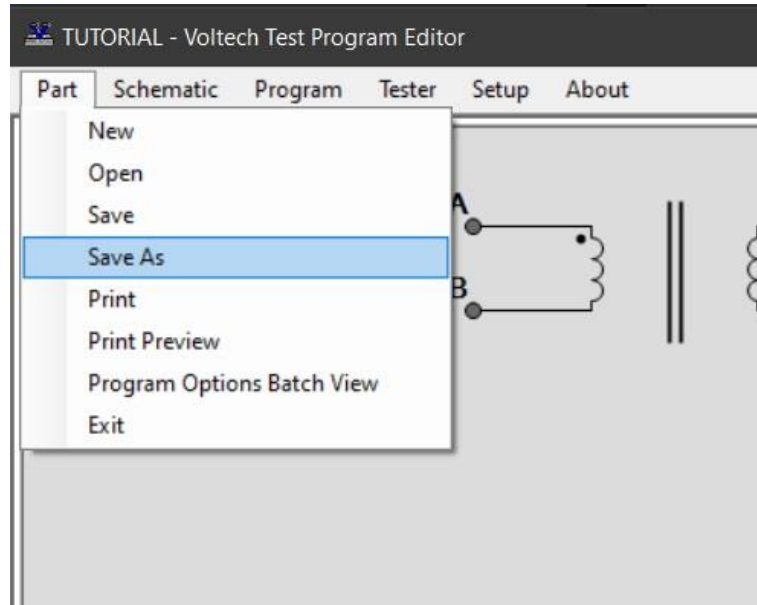 TUTORIAL - Voltech Test Program Editor
Part Schematic Program Tester Setup About
New
Open
Save
Save As
Print
Print Preview
Program Options Batch View
Exit
A
B